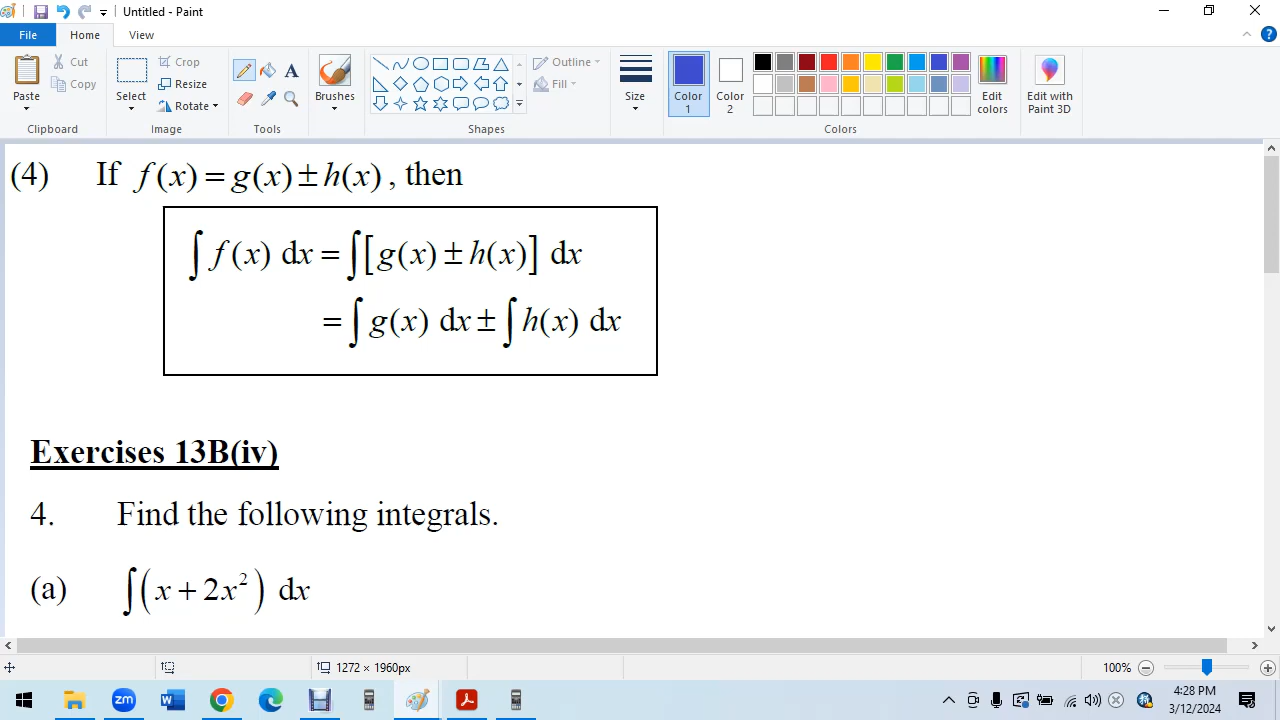 Untitled - Paint
File Home View
Cut
Copy
Paste
Clipboard
Select
Crop
Resize
Rotate
Image
A
Tools
Brushes
Shapes
Outline
Fill
Size
Color 1
Color 2
Edit colors
Colors
Edit with Paint 3D
(4) If f(x) = g(x) ± h(x), then
∫ f(x) dx = ∫[g(x) ± h(x)] dx
= ∫ g(x) dx ± ∫ h(x) dx
Exercises 13B(iv)
4. Find the following integrals.
(a) ∫(x + 2x²) dx
1272 × 1960px
100%
zm
W
4:28 PM
3/12/2024